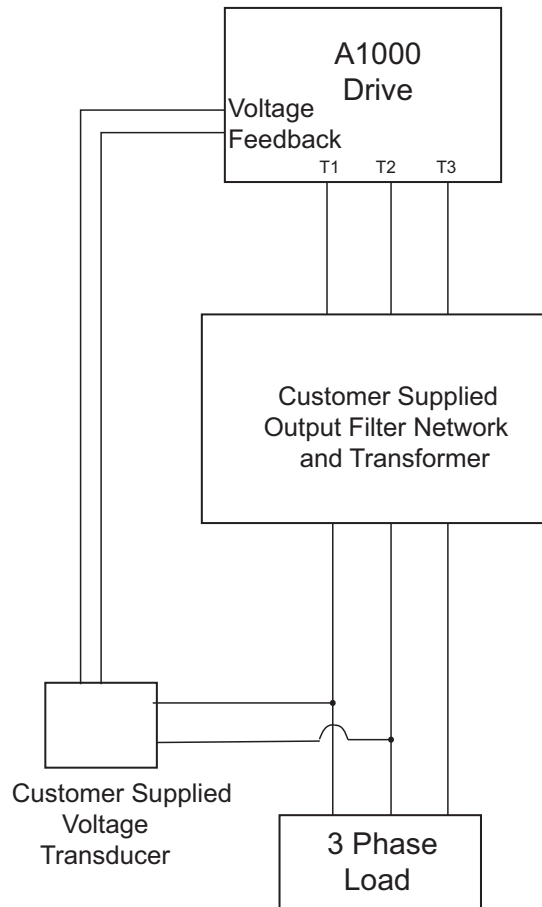 A1000
Drive
Voltage
Feedback
T1 T2 T3
Customer Supplied
Output Filter Network
and Transformer
Customer Supplied
Voltage
Transducer
3 Phase
Load